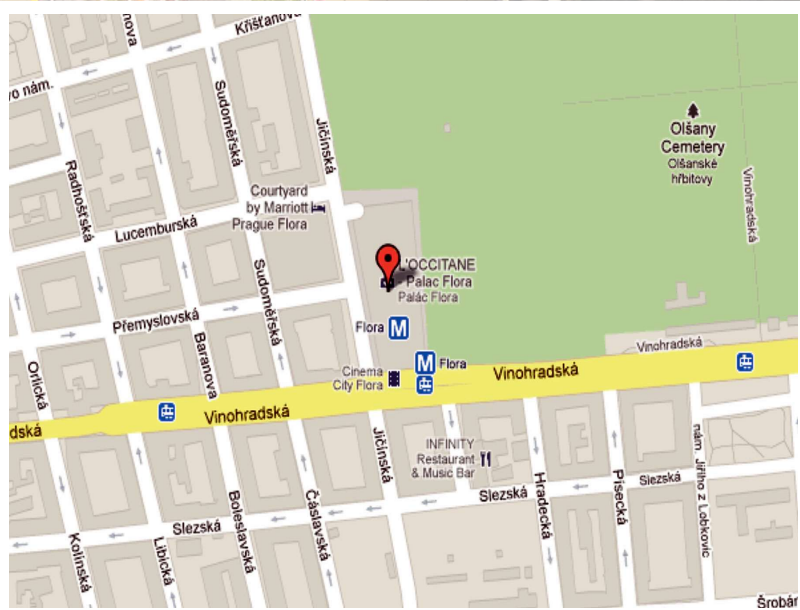 Křišťanova
nova
vo nám.
Sudoměřská
Jičínská
Olšany
Cemetery
Olšanské
hřbitovy
Radhošťská
Vinohradská
Courtyard
by Marriott
Prague Flora
Lucemburská
L'OCCITANE
- Palac Flora
Palác Flora
Sudoměřská
Přemyslovská
Flora
M
Baranova
Vinohradská
M
Flora
Orlická
Cinema
City Flora
Vinohradská
Vinohradská
dská
Jičínská
INFINITY
Restaurant
& Music Bar
nám. Jiřího z Lobkovic
Hradecká
Písecká
Slezská
Slezská
Boleslavská
Čáslavská
Slezská
Kolínská
Libická
Šrobár